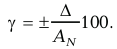 γ = ± Δ/A_N 100.